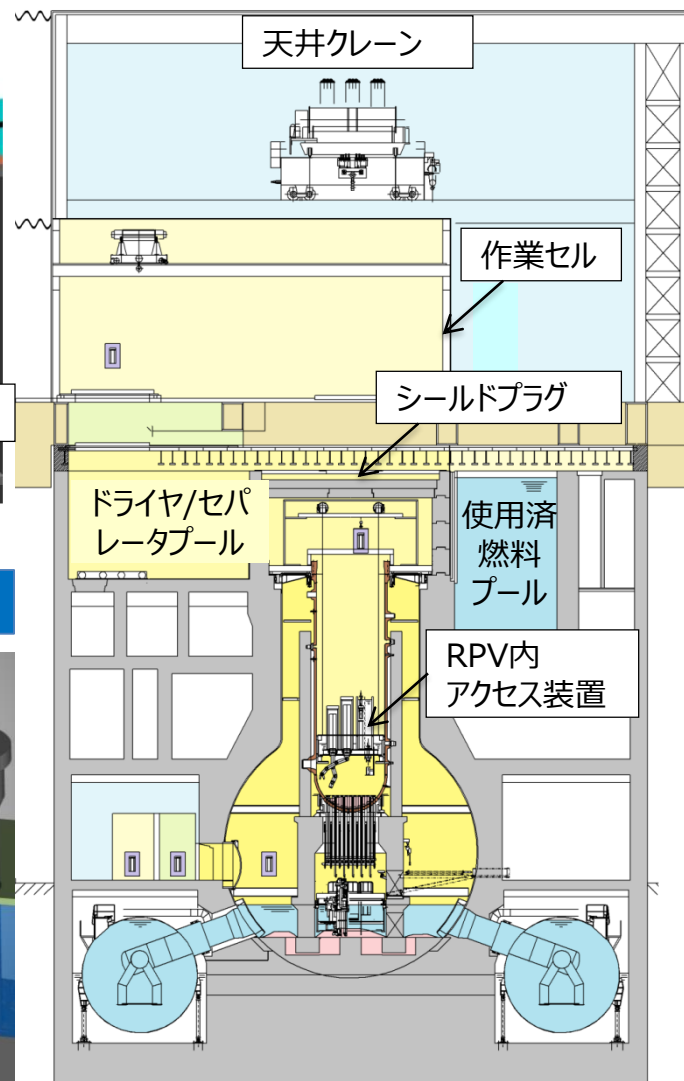 天井クレーン
作業セル
シールドプラグ
ドライヤ/セパ
レータプール
使用済
燃料
プール
RPV内
アクセス装置